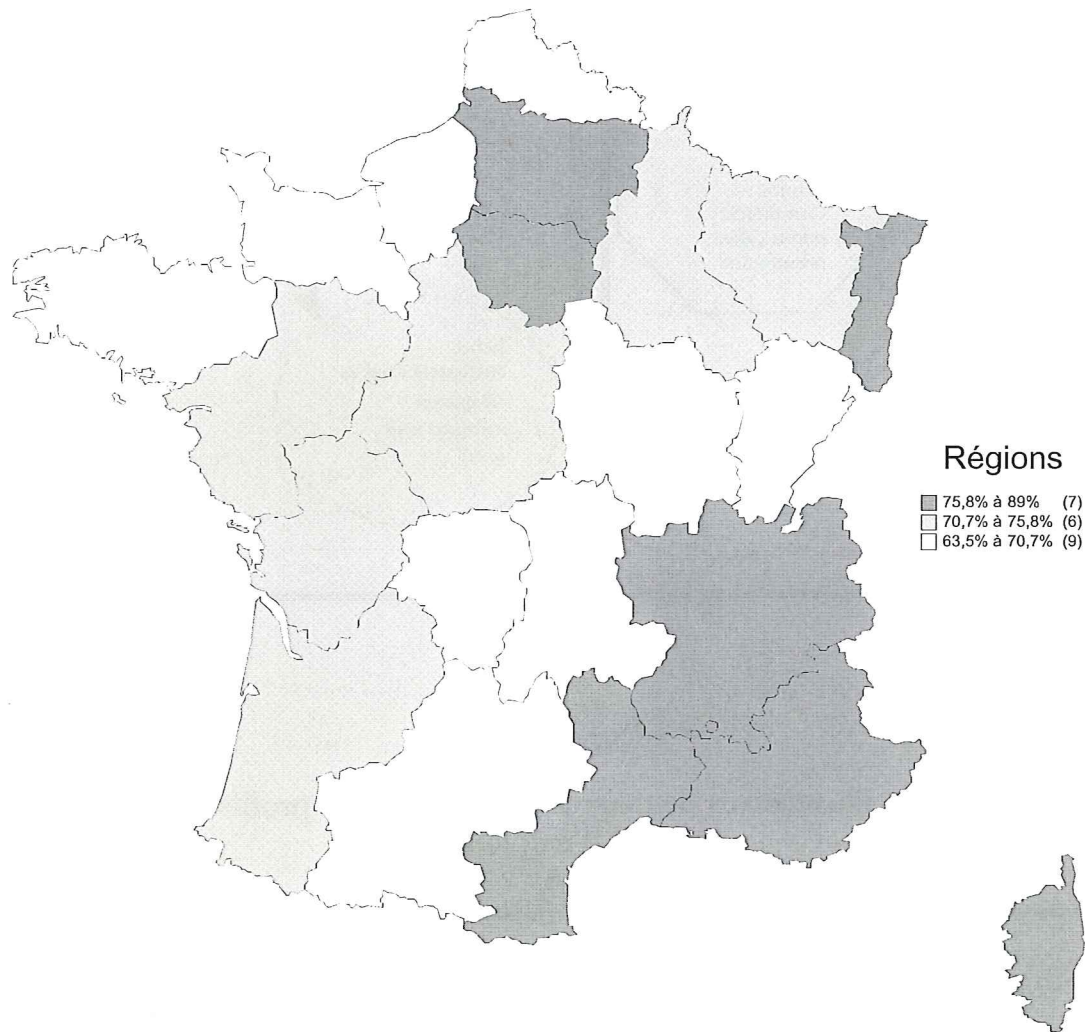 Régions
75,8% à 89% (7)
70,7% à 75,8% (6)
63,5% à 70,7% (9)